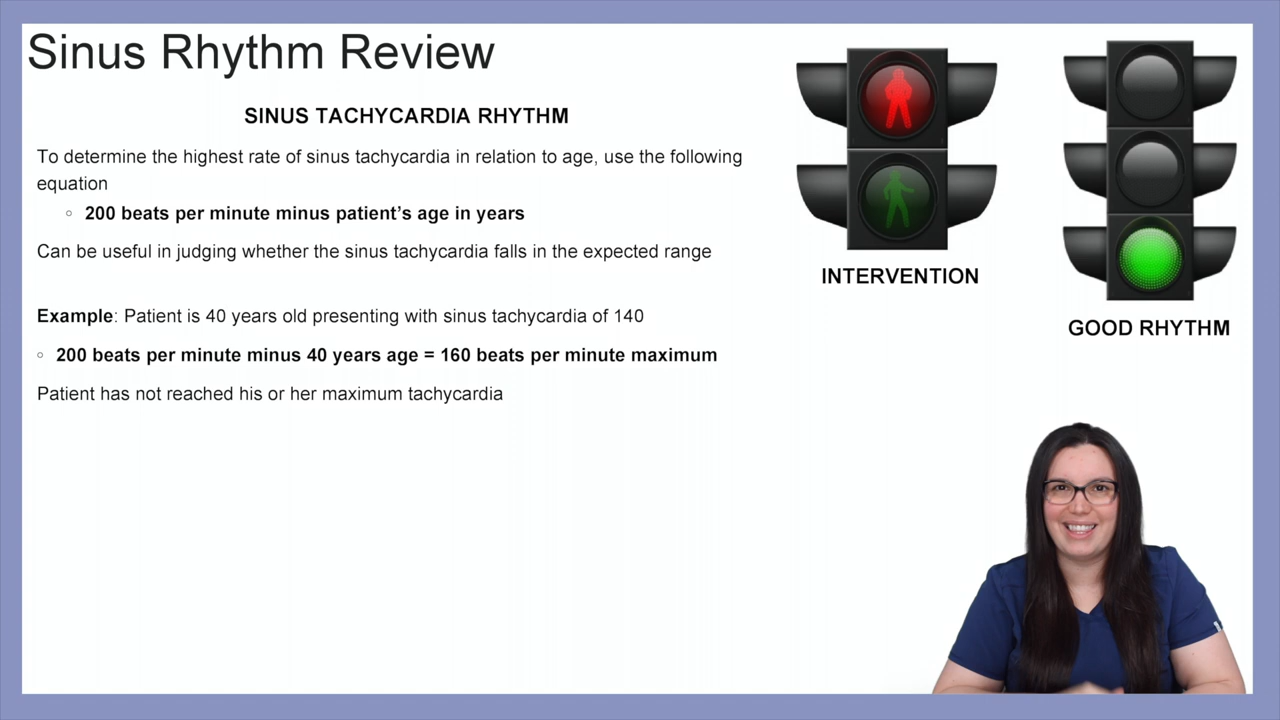 Sinus Rhythm Review
SINUS TACHYCARDIA RHYTHM
To determine the highest rate of sinus tachycardia in relation to age, use the following
equation
◦ 200 beats per minute minus patient’s age in years
Can be useful in judging whether the sinus tachycardia falls in the expected range
Example: Patient is 40 years old presenting with sinus tachycardia of 140
◦ 200 beats per minute minus 40 years age = 160 beats per minute maximum
Patient has not reached his or her maximum tachycardia
INTERVENTION
GOOD RHYTHM